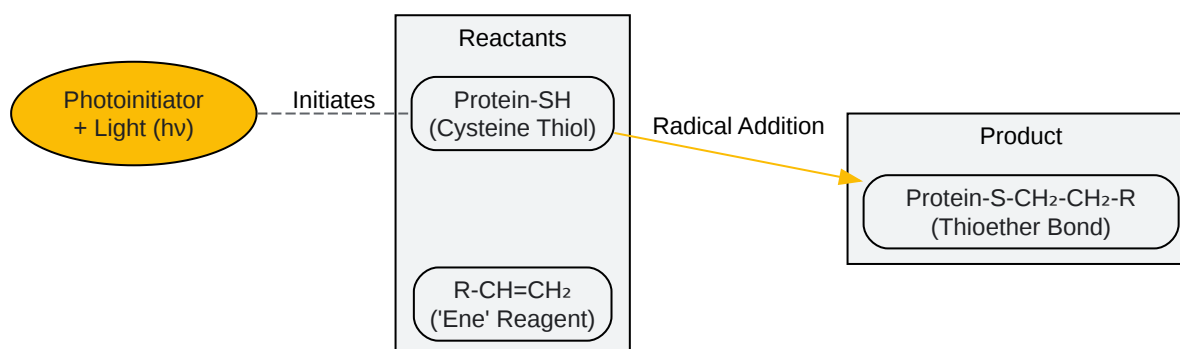 Photoinitiator
+ Light (hν)
Initiates
Reactants
Protein-SH
(Cysteine Thiol)
R-CH=CH₂
('Ene' Reagent)
Radical Addition
Product
Protein-S-CH₂-CH₂-R
(Thioether Bond)